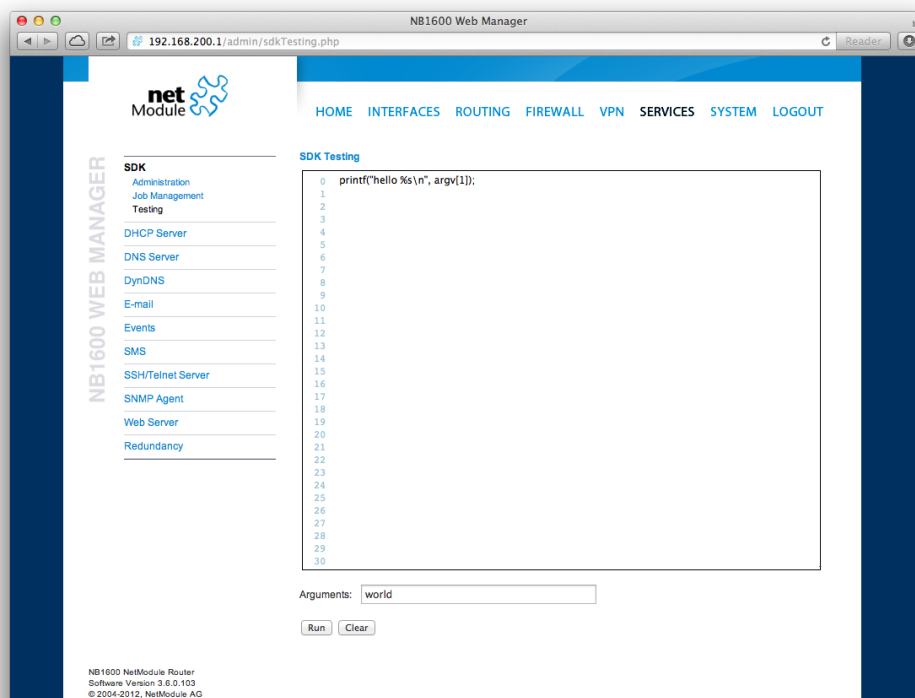 NB1600 Web Manager
192.168.200.1/admin/sdkTesting.php
Reader
net
Module
HOME INTERFACES ROUTING FIREWALL VPN SERVICES SYSTEM LOGOUT
NB1600 WEB MANAGER
SDK
Administration
Job Management
Testing
DHCP Server
DNS Server
DynDNS
E-mail
Events
SMS
SSH/Telnet Server
SNMP Agent
Web Server
Redundancy
SDK Testing
0 printf("hello %s\n", argv[1]);
1
2
3
4
5
6
7
8
9
10
11
12
13
14
15
16
17
18
19
20
21
22
23
24
25
26
27
28
29
30
Arguments: world
Run Clear
NB1600 NetModule Router
Software Version 3.6.0.103
© 2004-2012, NetModule AG